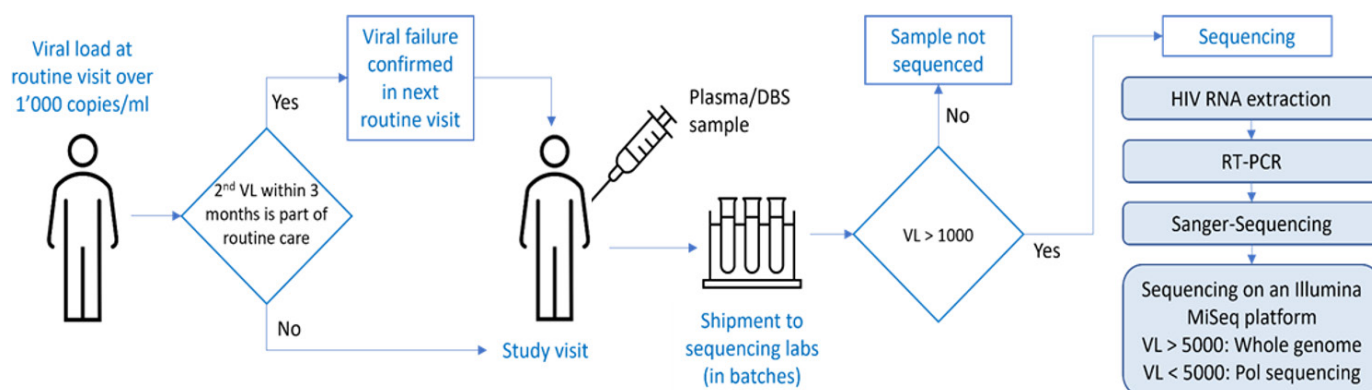 Viral load at
routine visit over
1'000 copies/ml
Yes
2nd VL within 3
months is part of
routine care
No
Viral failure
confirmed
in next
routine visit
Plasma/DBS
sample
Study visit
Shipment to
sequencing labs
(in batches)
Sample not
sequenced
No
VL > 1000
Yes
Sequencing
HIV RNA extraction
RT-PCR
Sanger-Sequencing
Sequencing on an Illumina
MiSeq platform
VL > 5000: Whole genome
VL < 5000: Pol sequencing